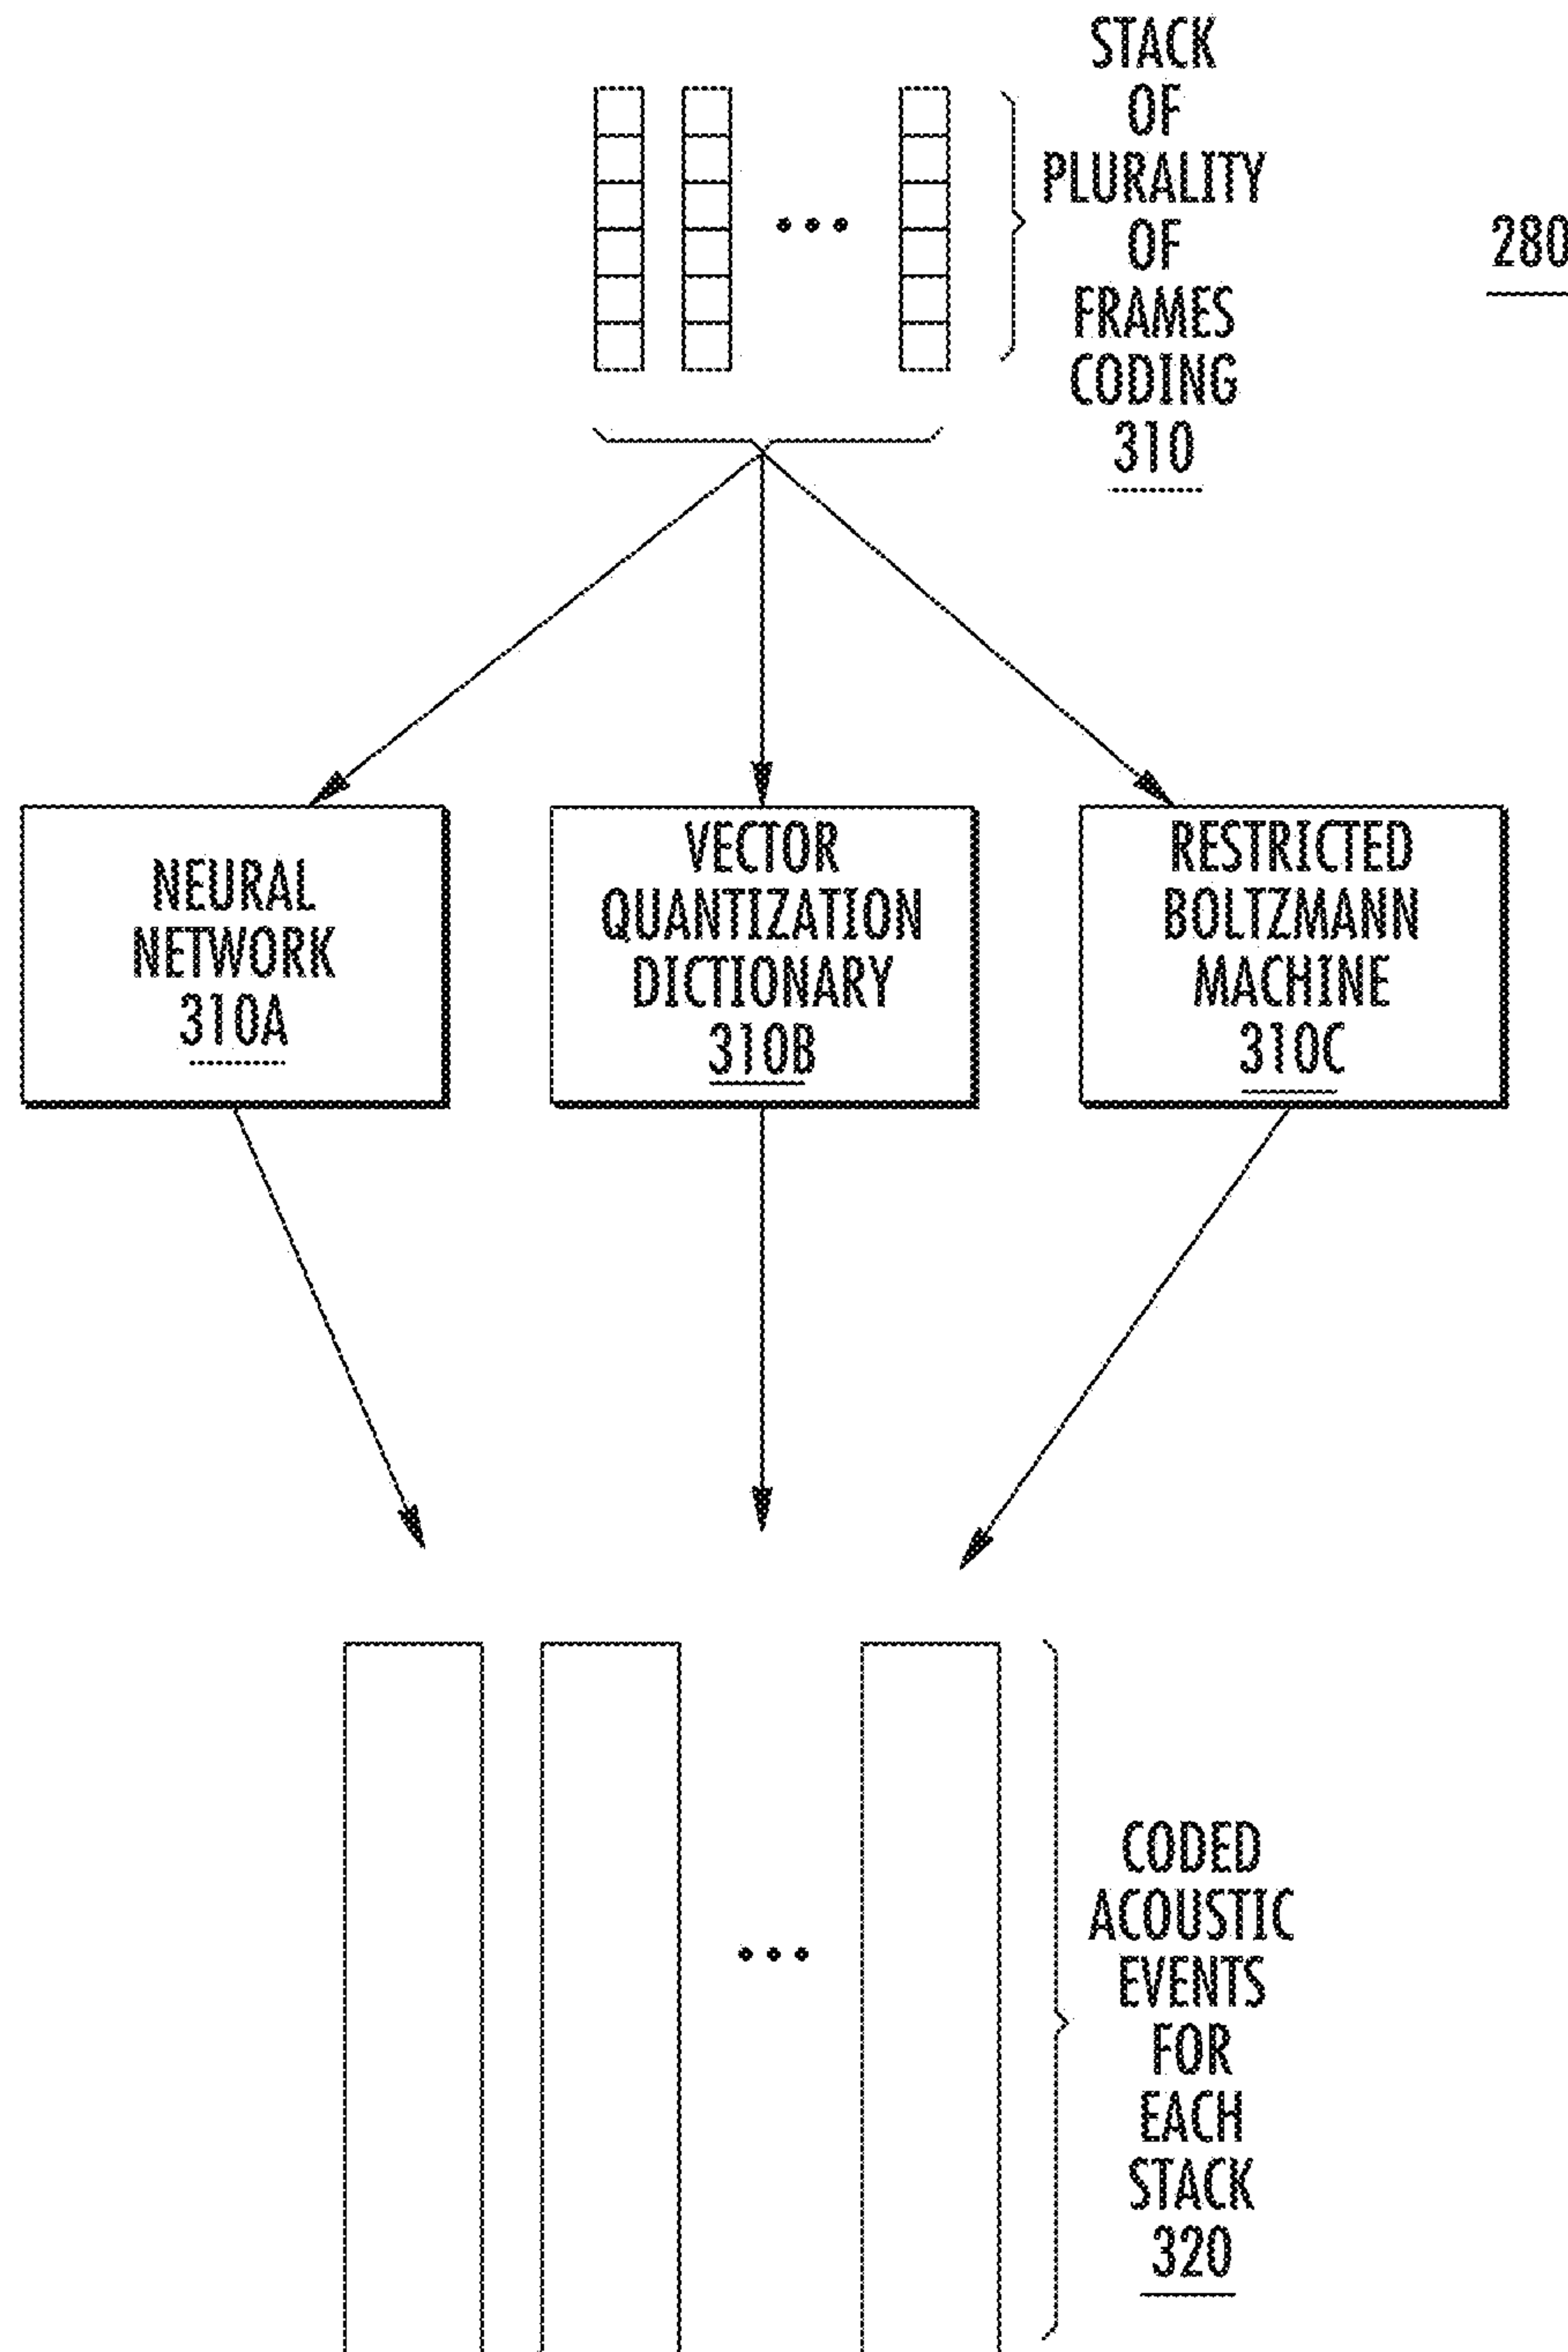 STACK
OF
PLURALITY
OF
FRAMES
CODING
310
280
NEURAL
NETWORK
310A
VECTOR
QUANTIZATION
DICTIONARY
310B
RESTRICTED
BOLTZMANN
MACHINE
310C
CODED
ACOUSTIC
EVENTS
FOR
EACH
STACK
320